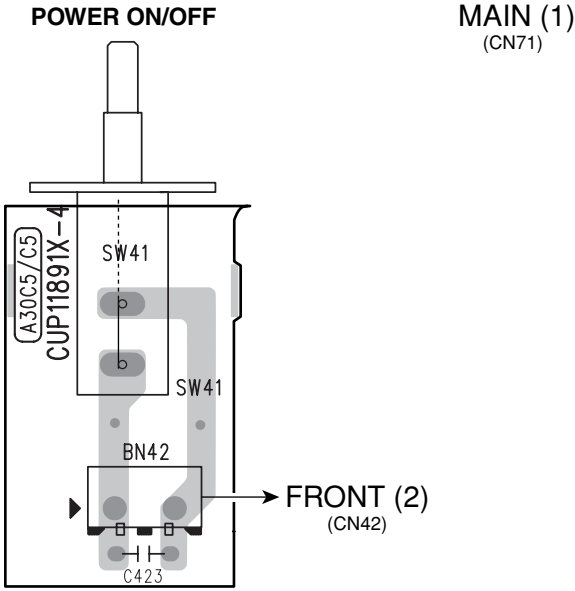 POWER ON/OFF
MAIN (1)
(CN71)
A30C5/C5
CUP11891X-4
SW41
SW41
BN42
FRONT (2)
(CN42)
C423